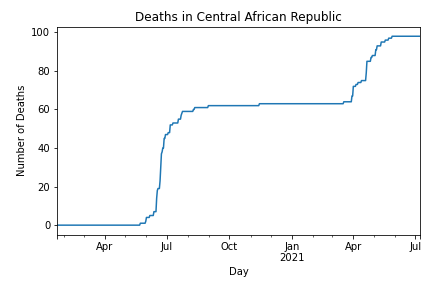 Deaths in Central African Republic
Number of Deaths
100
80
60
40
20
0
Apr Jul Oct Jan Apr Jul
2021
Day